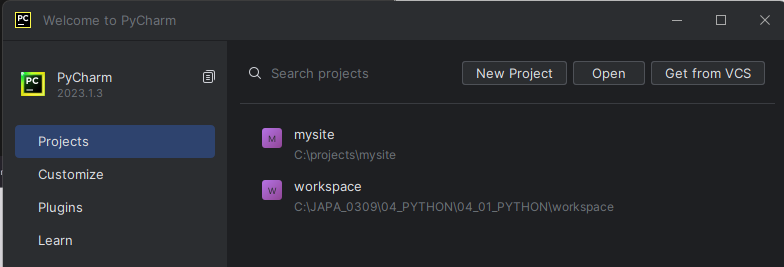 PC Welcome to PyCharm
PC PyCharm
2023.1.3
Projects
Customize
Plugins
Learn
Search projects New Project Open Get from VCS
M mysite
C:\projects\mysite
W workspace
C:\JAPA_0309\04_PYTHON\04_01_PYTHON\workspace